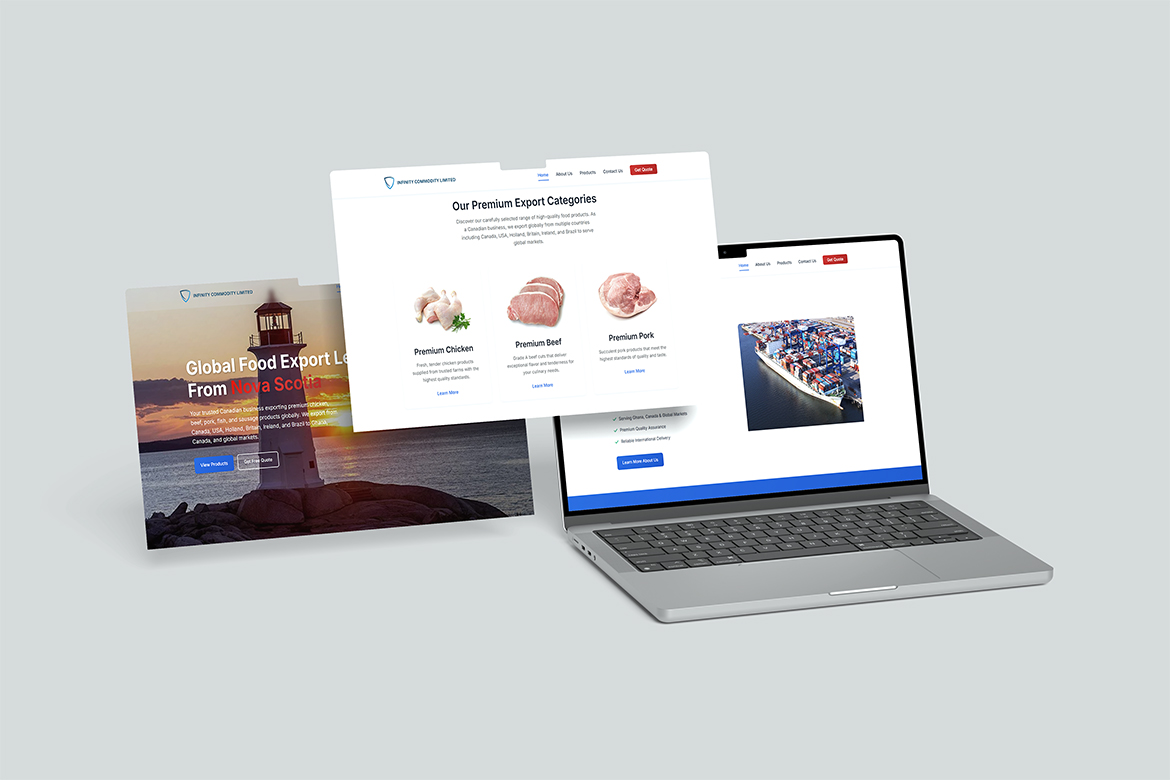 INFINITY COMMODITY LIMITED
Global Food Export Le
From Nova Scotia
Your trusted Canadian business exporting premium chicken,
beef, pork, fish, and sausage products globally. We export from
Canada, USA, Holland, Britain, Ireland, and Brazil to Ghana,
Canada, and global markets.
View Products
Get Free Quote
INFINITY COMMODITY LIMITED
Home About Us Products Contact Us Get Quote
Our Premium Export Categories
Discover our carefully selected range of high-quality food products. As
a Canadian business, we export globally from multiple countries
including Canada, USA, Holland, Britain, Ireland, and Brazil to serve
global markets.
Premium Chicken
Fresh, tender chicken products
supplied from trusted farms with the
highest quality standards.
Learn More
Premium Beef
Grade A beef cuts that deliver
exceptional flavor and tenderness for
your culinary needs.
Learn More
Premium Pork
Succulent pork products that meet the
highest standards of quality and taste.
Learn More
Home About Us Products Contact Us Get Quote
Serving Ghana, Canada & Global Markets
Premium Quality Assurance
Reliable International Delivery
Learn More About Us